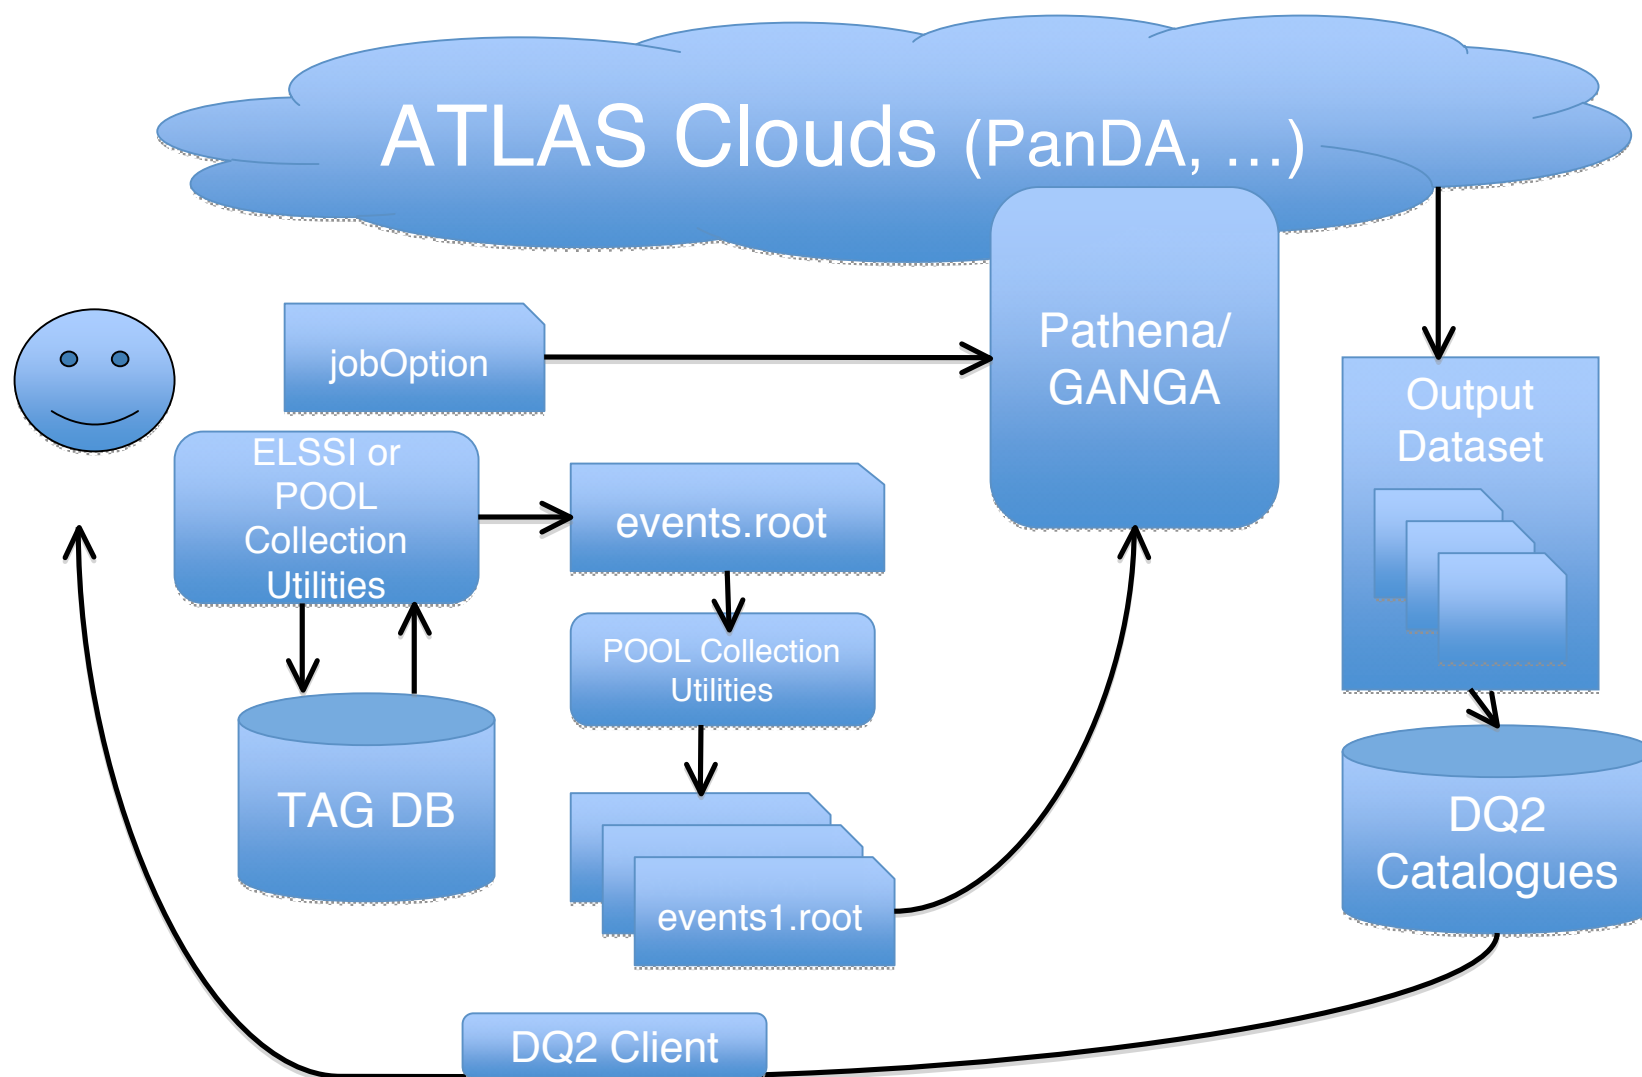 ATLAS Clouds (PanDA, …)
jobOption
Pathena/
GANGA
Output
Dataset
ELSSI or
POOL
Collection
Utilities
events.root
POOL Collection
Utilities
TAG DB
events1.root
DQ2
Catalogues
DQ2 Client